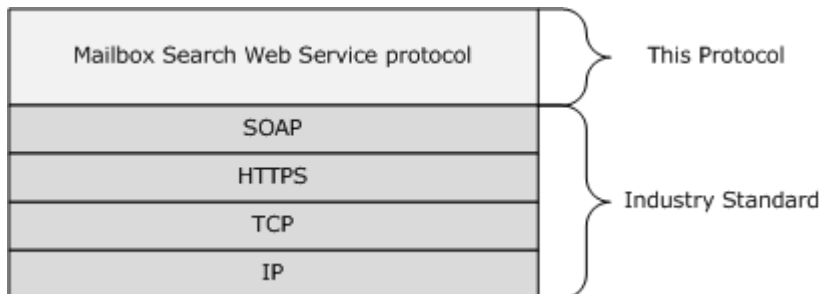 Mailbox Search Web Service protocol
This Protocol
SOAP
HTTPS
Industry Standard
TCP
IP